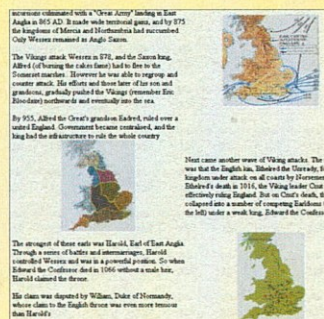 incursions culminated with a "Great Army" landing in East
Anglia in 865 AD. It made wide territorial gains, and by 875
the kingdoms of Mercia and Northumbria had succumbed.
Only Wessex remained as Anglo Saxon.
The Vikings attack Wessex in 878, and the Saxon king,
Alfred (of burning the cakes fame) had to flee to the
Somerset marshes. However he was able to regroup and
counter attack. His efforts and those later of his son and
grandsons, gradually pushed the Vikings (remember Eric
Bloodaxe) northwards and eventually into the sea.
By 955, Alfred the Great's grandson Eadred, ruled over a
united England. Government became centralised, and the
king had the infrastructure to rule the whole country
Next came another wave of Viking attacks. The
was that the English kin, Ethelred the Unready,
kingdom under attack on all coasts by Norsemen
Ethelred's death in 1016, the Viking leader
effectively ruling England. But on Cnut's death,
collapsed into a number of competing Earldoms
the left) under a weak king, Edward the
The strongest of these earls was Harold, Earl of East Anglia
Through a series of battles and intermarriages, Harold
controlled Wessex and was in a powerful position. So when
Edward the Confessor died in 1066 without a male heir,
Harold claimed the throne.
His claim was disputed by William, Duke of Normandy,
whose claim to the English throne was even more tenuous
than Harold's